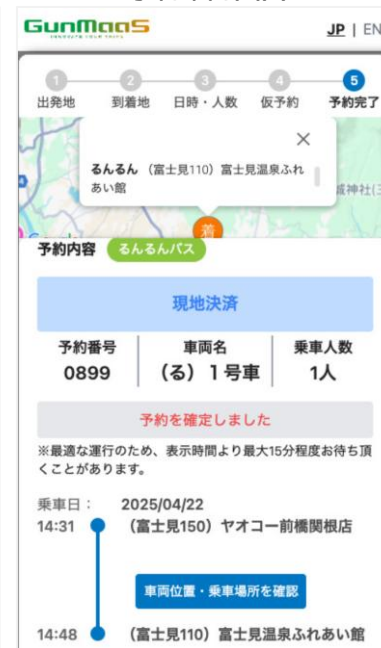 GunMaaS
JP | EN
1 2 3 4 5
出発地 到着地 日時・人数 仮予約 予約完了
×
るんるん (富士見110) 富士見温泉ふれ
あい館
城神社(三
着
予約内容 るんるんバス
現地決済
予約番号 車両名 乗車人数
0899 (る) 1号車 1人
予約を確定しました
※最適な運行のため、表示時間より最大15分程度お待ち頂
くことがあります。
乗車日: 2025/04/22
14:31 (富士見150) ヤオコー前橋関根店
車両位置・乗車場所を確認
14:48 (富士見110) 富士見温泉ふれあい館